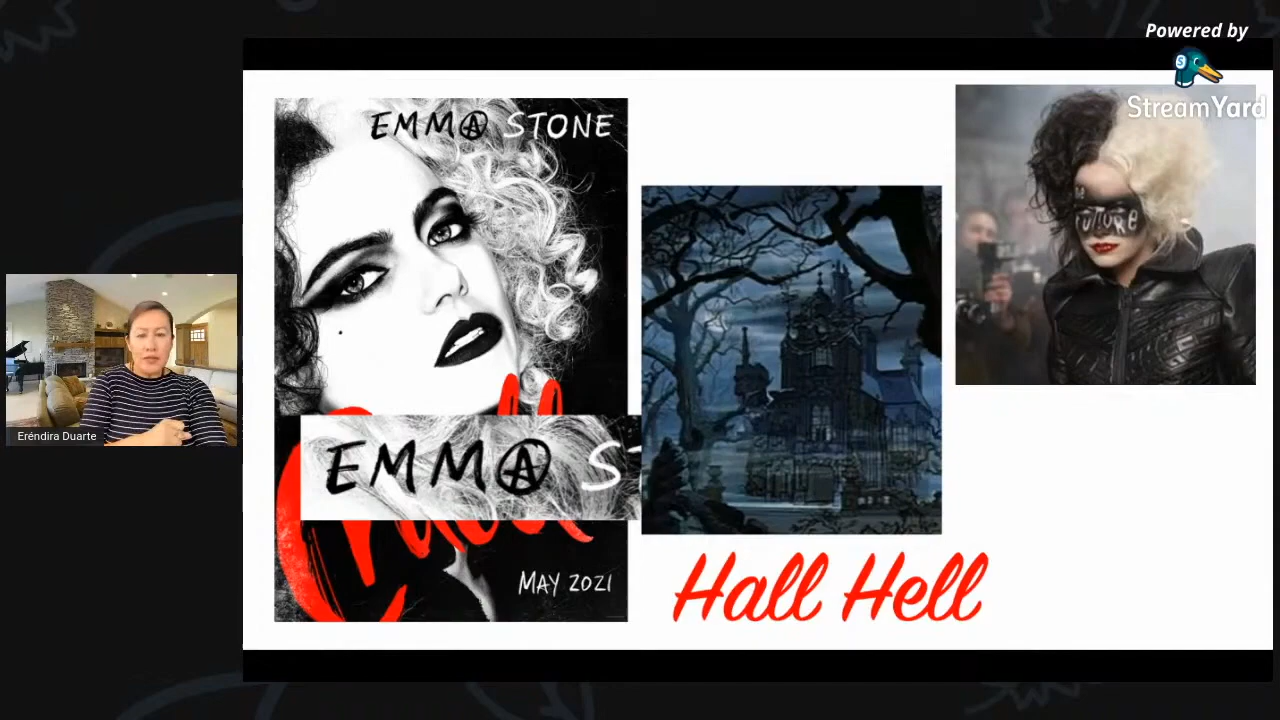 Powered by
StreamYard
EMMA STONE
EMMA
MAY 2021
Hall Hell
FUTURE
Eréndira Duarte